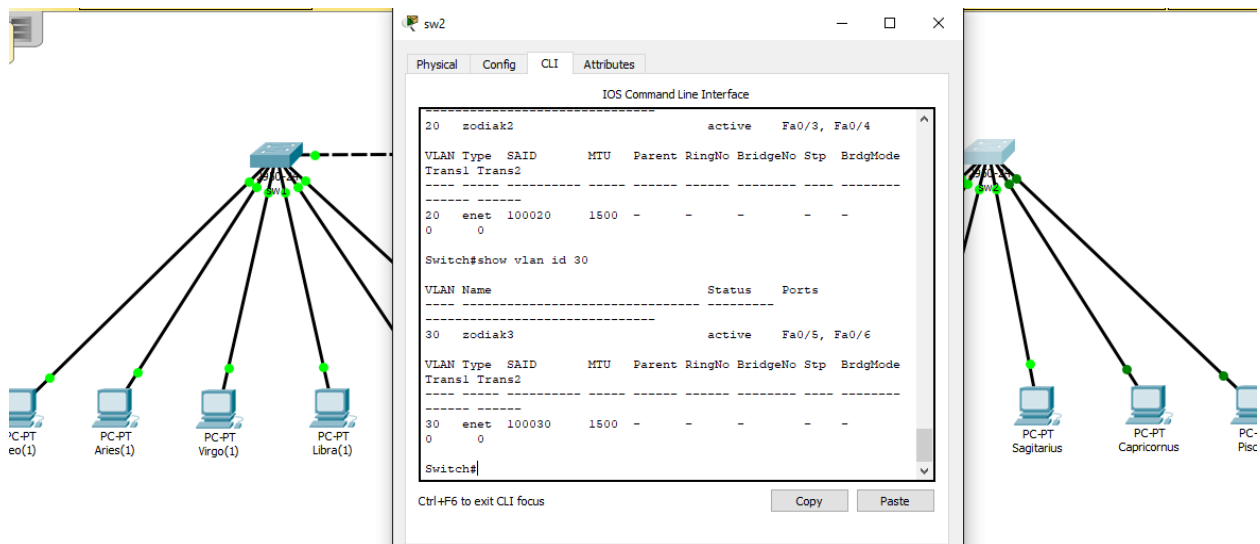 sw2
Physical Config CLI Attributes
IOS Command Line Interface
--------------------------------
20 zodiak2 active Fa0/3, Fa0/4
VLAN Type SAID MTU Parent RingNo BridgeNo Stp BrdgMode
Trans1 Trans2
---- ----- ---------- ----- ------ ------ -------- ---- --------
------ ------
20 enet 100020 1500 - - - - -
0 0
Switch#show vlan id 30
VLAN Name Status Ports
---- -------------------------------- ---------
-------------------------------
30 zodiak3 active Fa0/5, Fa0/6
VLAN Type SAID MTU Parent RingNo BridgeNo Stp BrdgMode
Trans1 Trans2
---- ----- ---------- ----- ------ ------ -------- ---- --------
------ ------
30 enet 100030 1500 - - - - -
0 0
Switch#
Ctrl+F6 to exit CLI focus
Copy Paste
sw1
sw2
PC-PT
Aries(1)
PC-PT
Virgo(1)
PC-PT
Libra(1)
PC-PT
Sagitarius
PC-PT
Capricornus